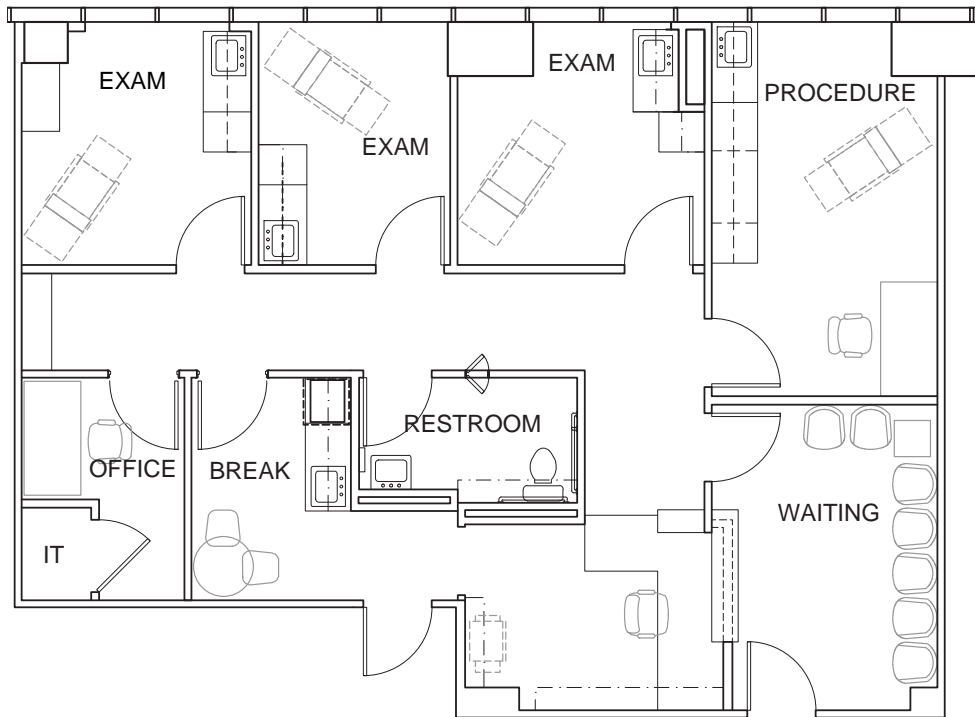 EXAM
EXAM
EXAM
PROCEDURE
RESTROOM
OFFICE
BREAK
WAITING
IT